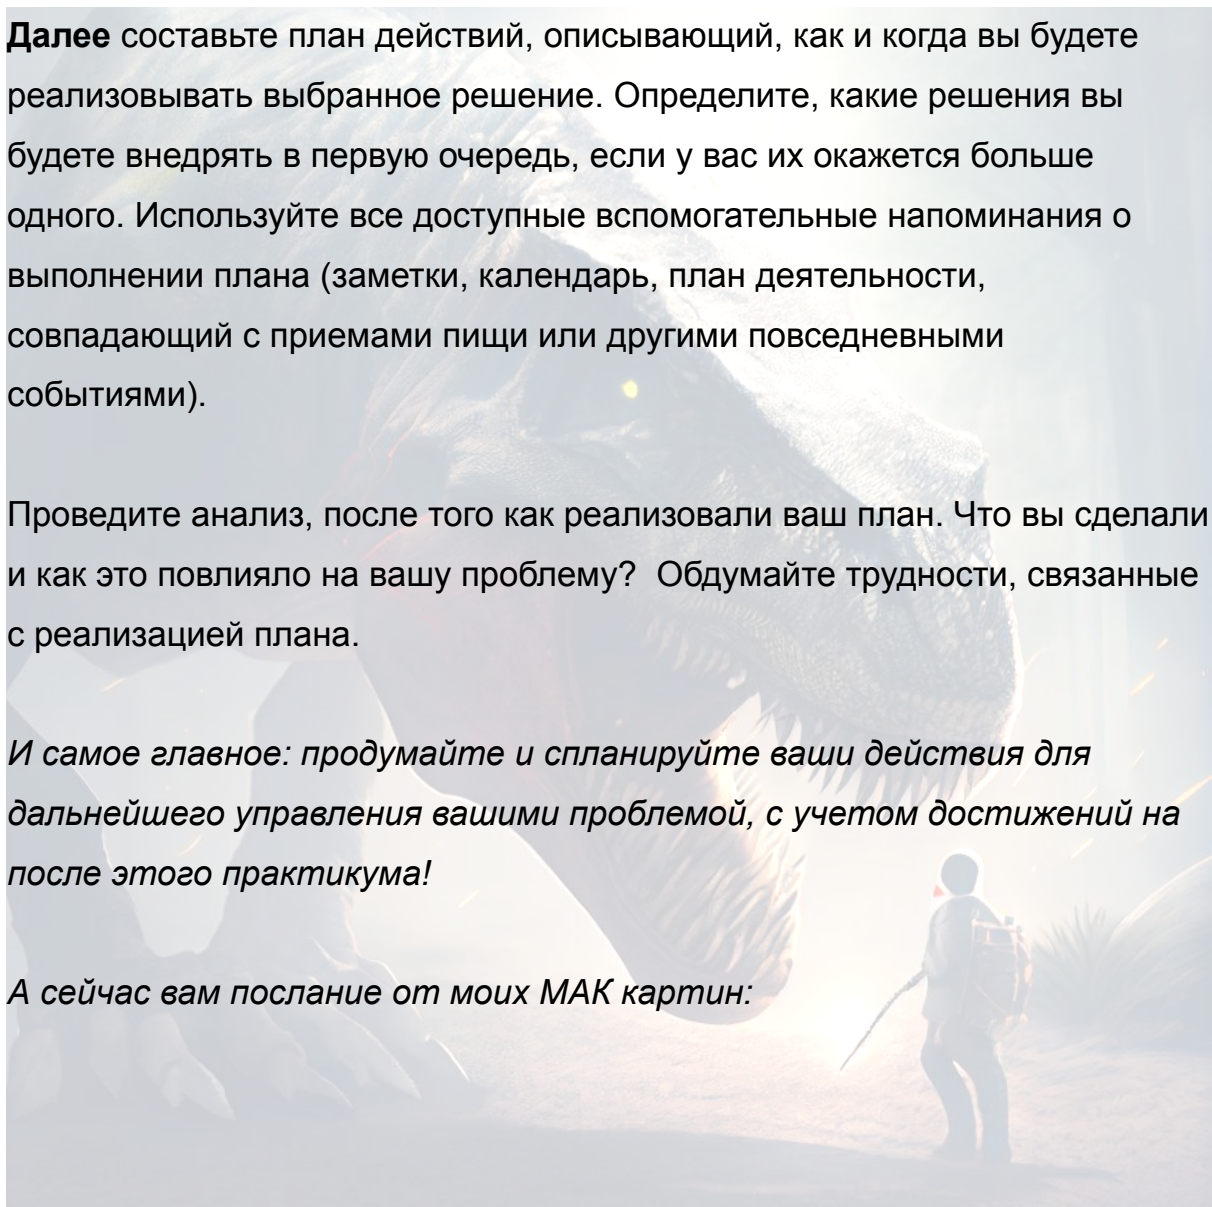 Далее составьте план действий, описывающий, как и когда вы будете
реализовывать выбранное решение. Определите, какие решения вы
будете внедрять в первую очередь, если у вас их окажется больше
одного. Используйте все доступные вспомогательные напоминания о
выполнении плана (заметки, календарь, план деятельности,
совпадающий с приемами пищи или другими повседневными
событиями).
Проведите анализ, после того как реализовали ваш план. Что вы сделали
и как это повлияло на вашу проблему?  Обдумайте трудности, связанные
с реализацией плана.
И самое главное: продумайте и спланируйте ваши действия для
дальнейшего управления вашими проблемой, с учетом достижений на
после этого практикума!
А сейчас вам послание от моих МАК картин: